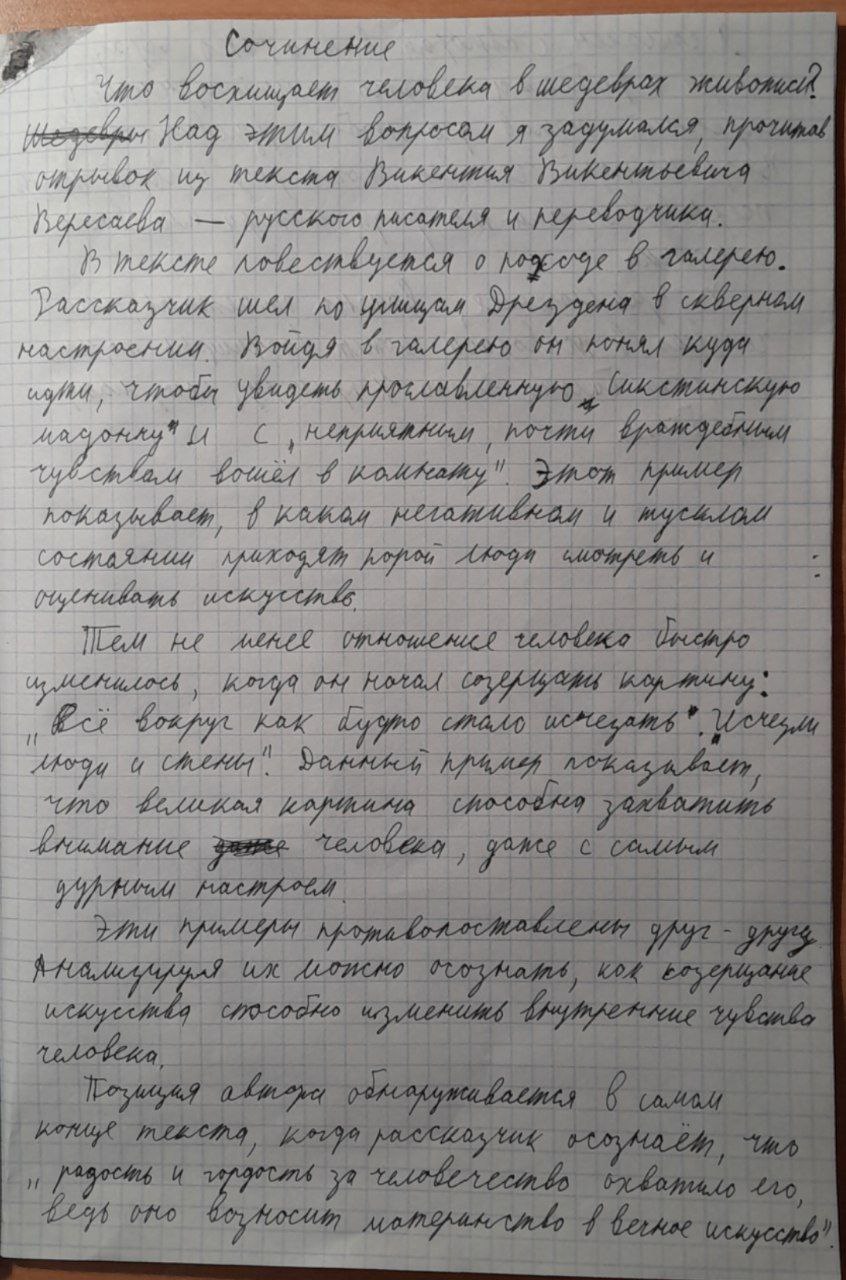 Сочинение
Что восхищает человека в шедеврах живописи?
Шедевры Над этим вопросом я задумался, прочитав
отрывок из текста Викентия Викентьевича
Вересаева — русского писателя и переводчика.
В тексте повествуется о походе в галерею.
Рассказчик шел по улицам Дрездена в скверном
настроении. Войдя в галерею он понял куда
идти, чтобы увидеть прославленную „Сикстинскую
мадонну" и с „неприятным, почти враждебным
чувством вошёл в комнату". Этот пример
показывает, в каком негативном и тусклом
состоянии приходят порой люди смотреть и
оценивать искусство.
Тем не менее отношение человека быстро
изменилось, когда он начал созерцать картину:
„Всё вокруг как будто стало исчезать". „Исчезли
люди и стены". Данный пример показывает,
что великая картина способна захватить
внимание даже человека, даже с самым
дурным настроем.
Эти примеры противопоставлены друг-другу.
Анализируя их можно осознать, как созерцание
искусства способно изменить внутренние чувства
человека.
Позиция автора обнаруживается в самом
конце текста, когда рассказчик осознаёт, что
„радость и гордость за человечество охватило его,
ведь оно возносит материнство в вечное искусство".